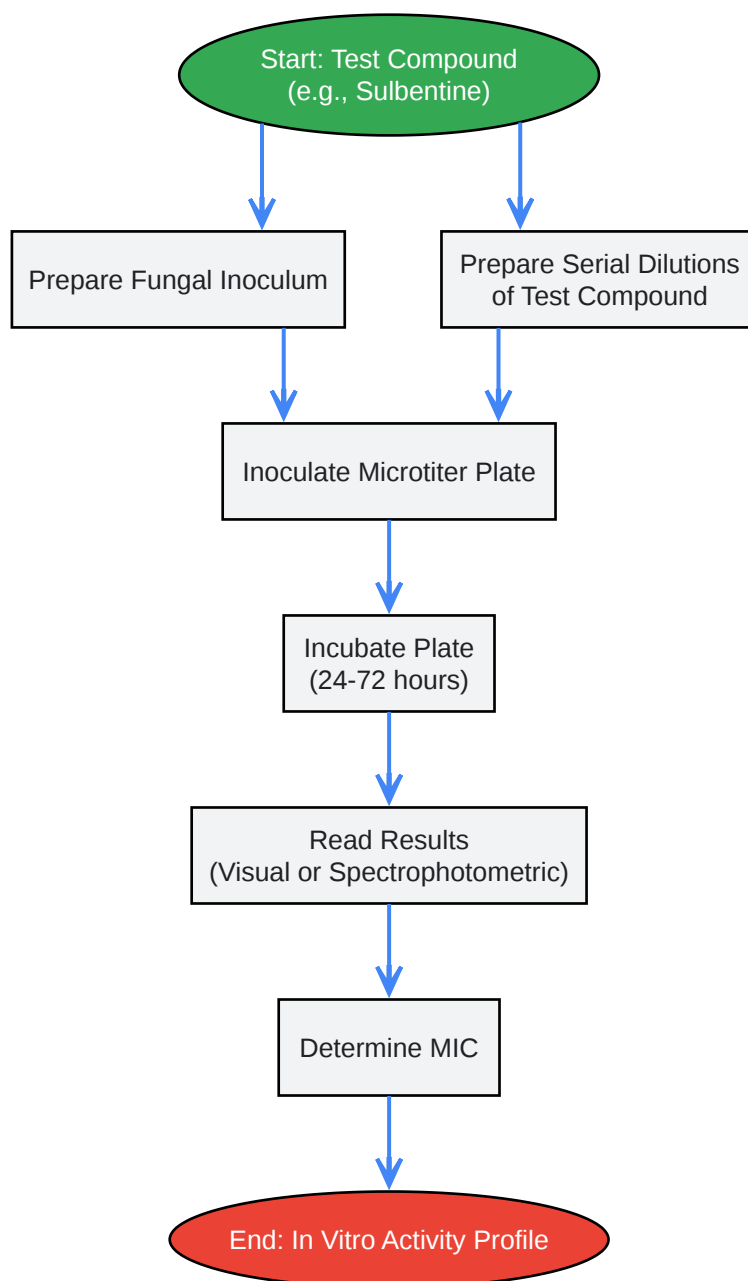 Start: Test Compound
(e.g., Sulbentine)
Prepare Fungal Inoculum
Prepare Serial Dilutions
of Test Compound
Inoculate Microtiter Plate
Incubate Plate
(24-72 hours)
Read Results
(Visual or Spectrophotometric)
Determine MIC
End: In Vitro Activity Profile